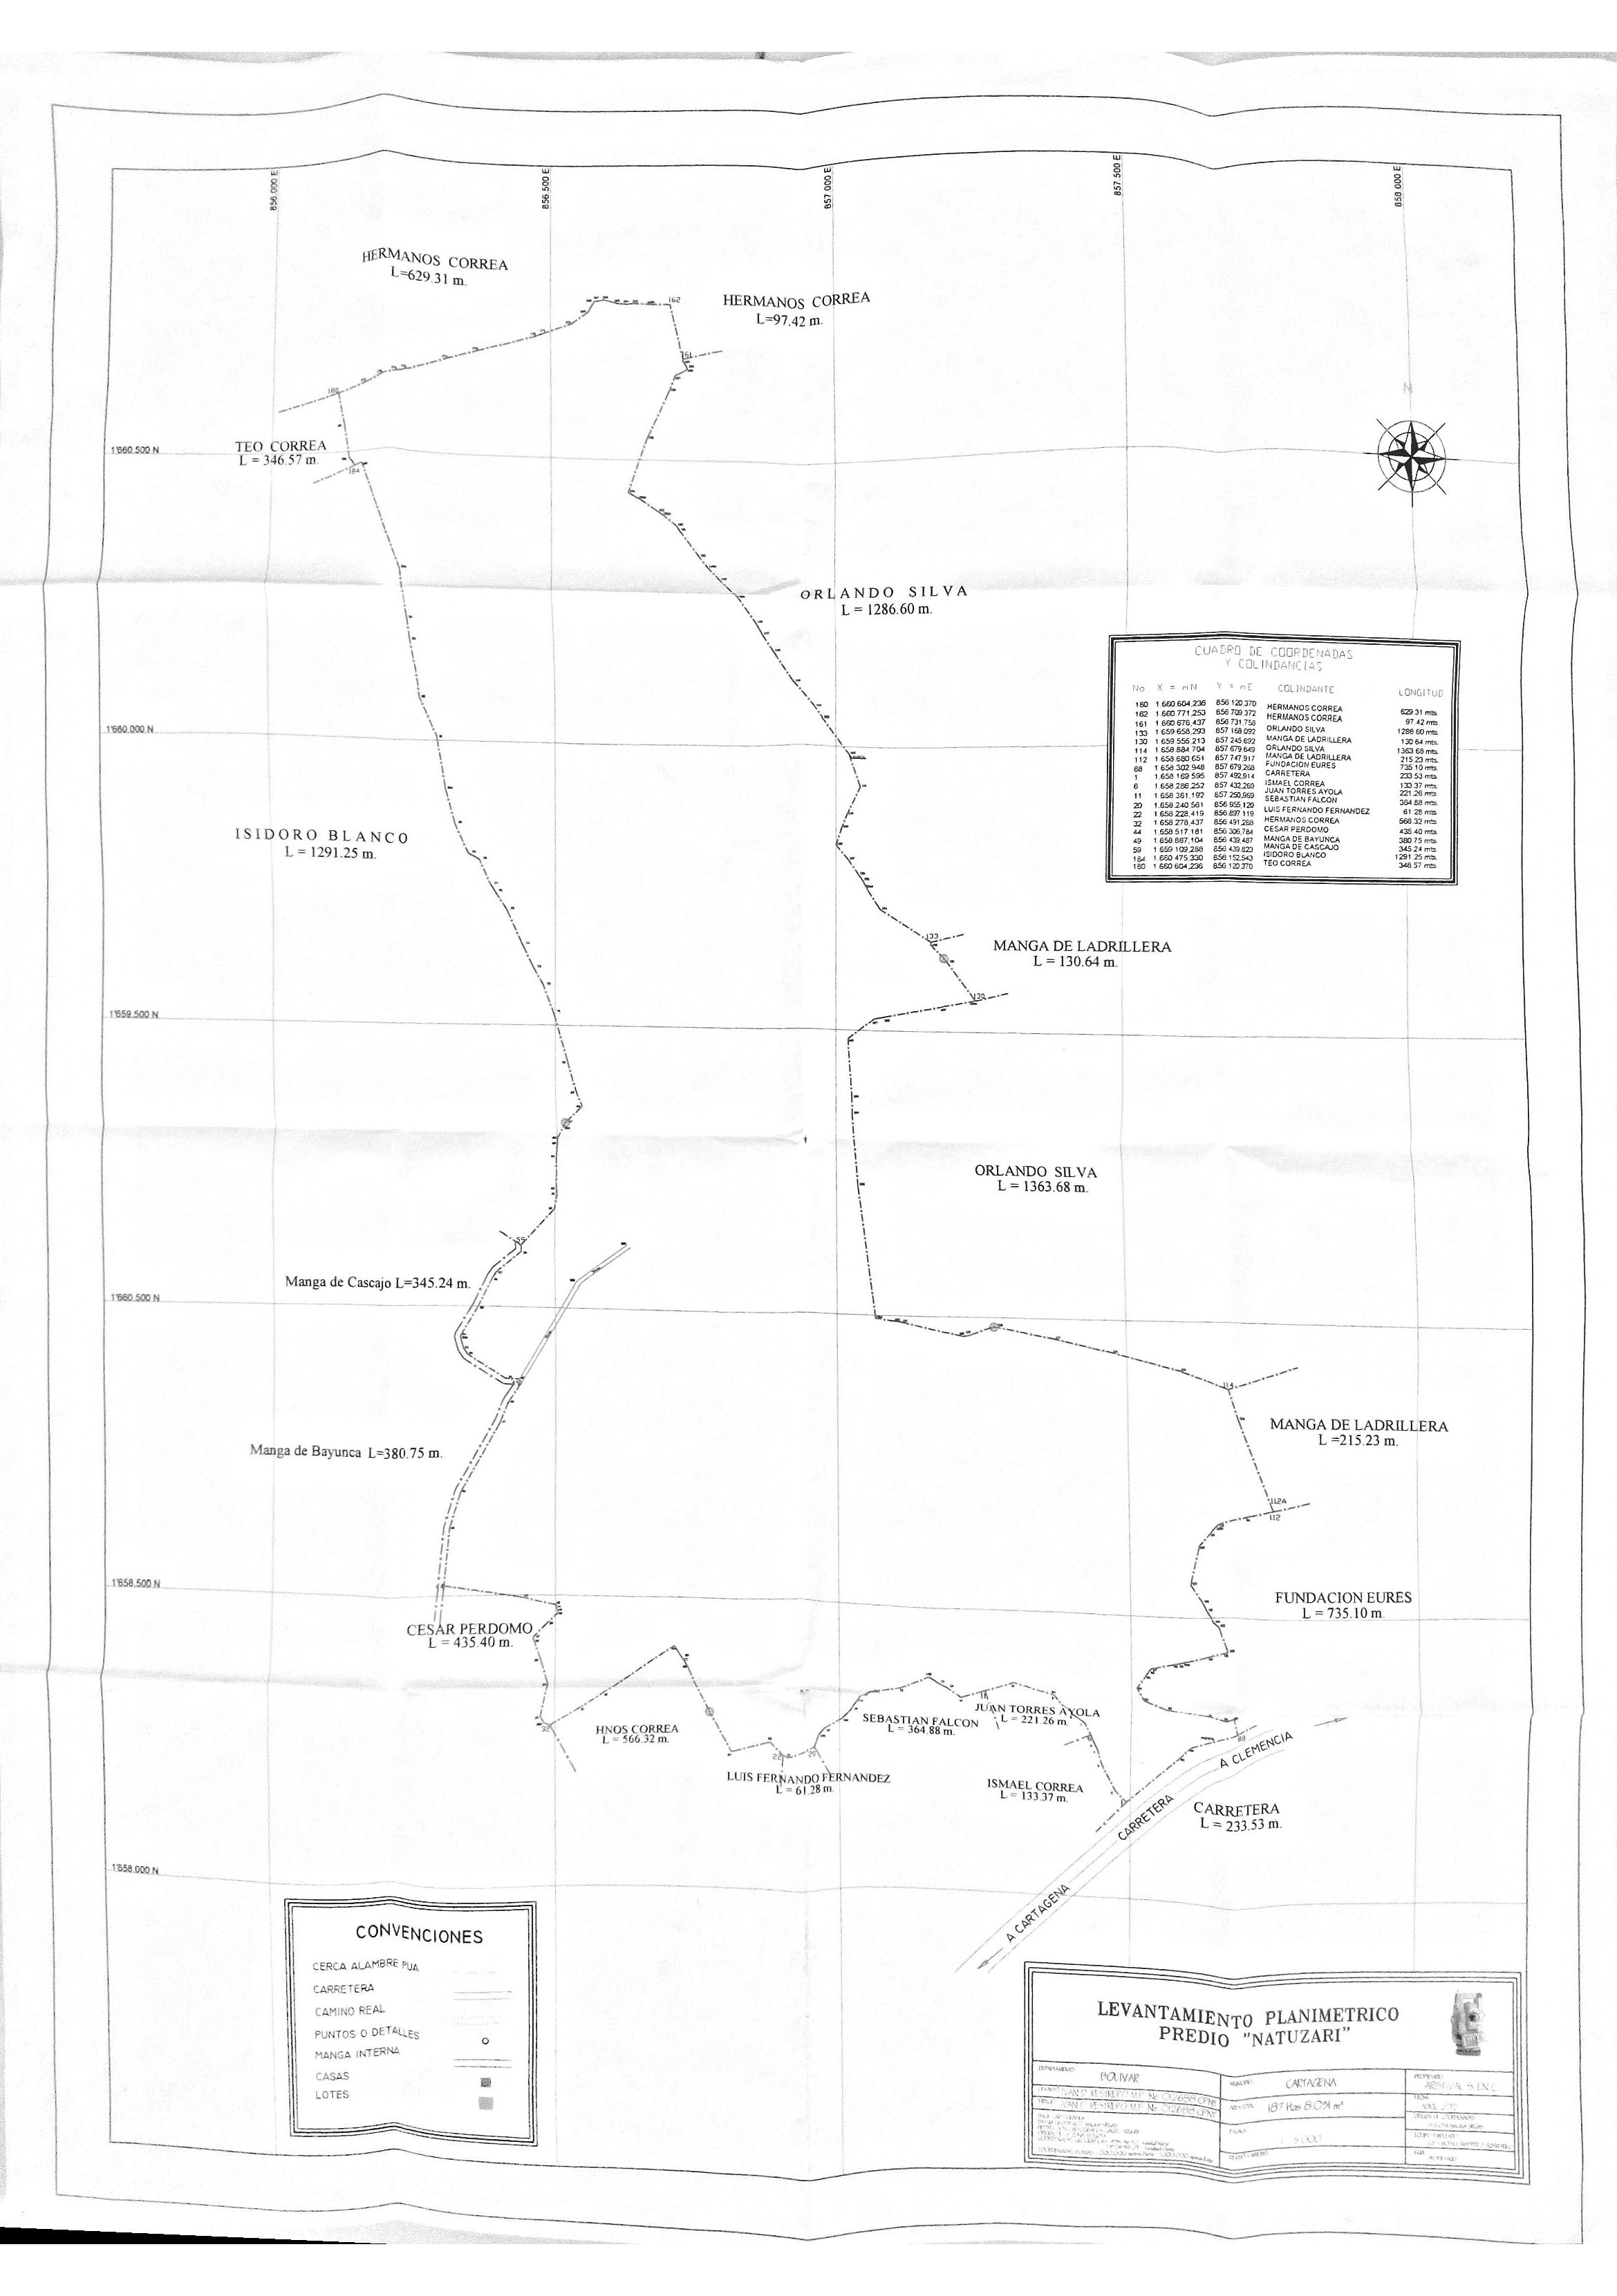 856.000 E
856.500 E
857.000 E
857.500 E
858.000 E
HERMANOS CORREA
L=629.31 m.
HERMANOS CORREA
L=97.42 m.
162
161
180
N
TEO CORREA
L = 346.57 m.
184
1'660.500 N
ORLANDO SILVA
L = 1286.60 m.
CUADRO DE COORDENADAS
Y COLINDANCIAS
No X = mN Y = mE COLINDANTE LONGITUD
160 1.660 604,236 856 120,370 HERMANOS CORREA 629 31 mts.
162 1.660 771,253 856 709,372 HERMANOS CORREA 97 42 mts.
161 1 660 676,437 856 731,758 ORLANDO SILVA 1286 60 mts.
133 1 659 658,293 857 168 092 MANGA DE LADRILLERA 130 64 mts.
130 1 659 555,213 857 245 692 ORLANDO SILVA 1363 68 mts.
114 1 658 884 704 857 679 649 MANGA DE LADRILLERA 215 23 mts.
112 1.658 680 651 857 747,917 FUNDACION EURES 735 10 mts.
88 1 658 302,948 857 679,268 CARRETERA 233 53 mts.
1 1 658 169 595 857 492,914 ISMAEL CORREA 133 37 mts.
6 1 658 286,252 857 432,269 JUAN TORRES AYOLA 221,26 mts.
11 1 658 361,192 857 250,969 SEBASTIAN FALCON 364 88 mts.
20 1.658 240,561 856 955,120 LUIS FERNANDO FERNANDEZ 61 28 mts
22 1 658 228,419 856 897 119 HERMANOS CORREA 566 32 mts.
32 1 658 278,437 856 491,288 CESAR PERDOMO 435 40 mts.
44 1 658 517 181 856 306,784 MANGA DE BAYUNCA 380 75 mts.
49 1 658 867,104 856 439,487 MANGA DE CASCAJO 345 24 mts.
59 1 659 109,288 856 439 823 ISIDORO BLANCO 1291 25 mts
184 1 660 475,330 856 152,543 TEO CORREA 346 57 mts.
180 1 660 604,236 856 120,370
1'660.000 N
ISIDORO BLANCO
L = 1291.25 m.
133
MANGA DE LADRILLERA
L = 130.64 m.
130
1'659.500 N
ORLANDO SILVA
L = 1363.68 m.
59
Manga de Cascajo L=345.24 m.
1'660.500 N
114
MANGA DE LADRILLERA
L =215.23 m.
Manga de Bayunca L=380.75 m.
112A
112
1'658.500 N
FUNDACION EURES
L = 735.10 m.
CESAR PERDOMO
L = 435.40 m.
32
HNOS CORREA
L = 566.32 m.
SEBASTIAN FALCON
L = 364.88 m.
JUAN TORRES AYOLA
L = 221.26 m.
22
20
LUIS FERNANDO FERNANDEZ
L = 61.28 m.
ISMAEL CORREA
L = 133.37 m.
88
A CLEMENCIA
CARRETERA
CARRETERA
L = 233.53 m.
A CARTAGENA
1'658.000 N
CONVENCIONES
CERCA ALAMBRE PUA
CARRETERA
CAMINO REAL
PUNTOS O DETALLES
MANGA INTERNA
CASAS
LOTES
LEVANTAMIENTO PLANIMETRICO
PREDIO "NATUZARI"
BOLIVAR
CARTAGENA
187 Has